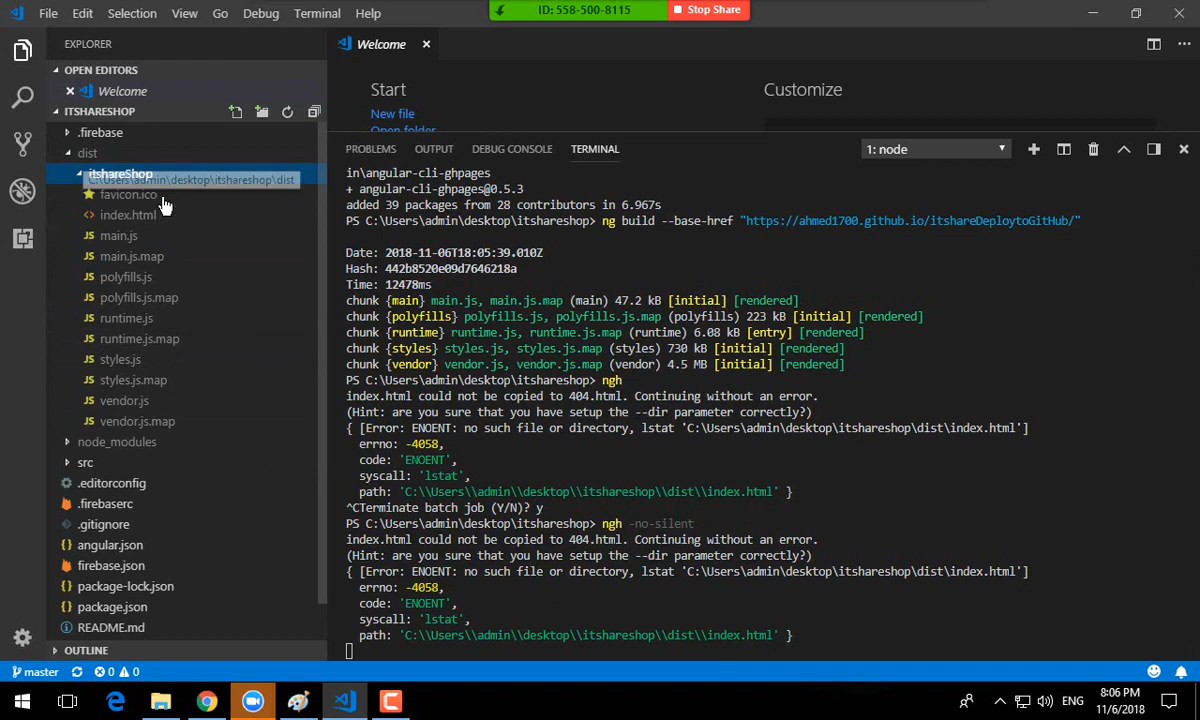 File Edit Selection View Go Debug Terminal Help
ID: 558-500-8115
Stop Share
EXPLORER
OPEN EDITORS
Welcome
ITSHARESHOP
.firebase
dist
itshareShop
C:\Users\admin\desktop\itshareshop\dist
favicon.ico
index.html
main.js
main.js.map
polyfills.js
polyfills.js.map
runtime.js
runtime.js.map
styles.js
styles.js.map
vendor.js
vendor.js.map
node_modules
src
.editorconfig
.firebaserc
.gitignore
angular.json
firebase.json
package-lock.json
package.json
README.md
OUTLINE
Welcome
Start
Customize
New file
Open folder
PROBLEMS OUTPUT DEBUG CONSOLE TERMINAL
1: node
in\angular-cli-ghpages
+ angular-cli-ghpages@0.5.3
added 39 packages from 28 contributors in 6.967s
PS C:\Users\admin\desktop\itshareshop> ng build --base-href "https://ahmed1700.github.io/itshareDeploytoGitHub/"
Date: 2018-11-06T18:05:39.010Z
Hash: 442b8520e09d7646218a
Time: 12478ms
chunk {main} main.js, main.js.map (main) 47.2 kB [initial] [rendered]
chunk {polyfills} polyfills.js, polyfills.js.map (polyfills) 223 kB [initial] [rendered]
chunk {runtime} runtime.js, runtime.js.map (runtime) 6.08 kB [entry] [rendered]
chunk {styles} styles.js, styles.js.map (styles) 730 kB [initial] [rendered]
chunk {vendor} vendor.js, vendor.js.map (vendor) 4.5 MB [initial] [rendered]
PS C:\Users\admin\desktop\itshareshop> ngh
index.html could not be copied to 404.html. Continuing without an error.
(Hint: are you sure that you have setup the --dir parameter correctly?)
{ [Error: ENOENT: no such file or directory, lstat 'C:\Users\admin\desktop\itshareshop\dist\index.html']
errno: -4058,
code: 'ENOENT',
syscall: 'lstat',
path: 'C:\\Users\\admin\\desktop\\itshareshop\\dist\\index.html' }
^CTerminate batch job (Y/N)? y
PS C:\Users\admin\desktop\itshareshop> ngh -no-silent
index.html could not be copied to 404.html. Continuing without an error.
(Hint: are you sure that you have setup the --dir parameter correctly?)
{ [Error: ENOENT: no such file or directory, lstat 'C:\Users\admin\desktop\itshareshop\dist\index.html']
errno: -4058,
code: 'ENOENT',
syscall: 'lstat',
path: 'C:\\Users\\admin\\desktop\\itshareshop\\dist\\index.html' }
master
0 0
ENG
8:06 PM
11/6/2018